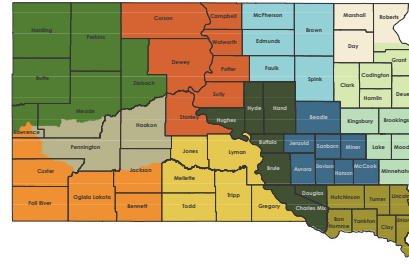 Harding
Perkins
Corson
Campbell
McPherson
Brown
Marshall
Roberts
Walworth
Edmunds
Day
Dewey
Potter
Faulk
Spink
Grant
Codington
Butte
Ziebach
Clark
Hamlin
Deuel
Sully
Hyde
Hand
Meade
Stanley
Hughes
Beadle
Kingsbury
Brookings
Haakon
Lawrence
Buffalo
Jerauld
Sanborn
Miner
Lake
Moody
Pennington
Jones
Lyman
Brule
Aurora
Davison
Hanson
McCook
Minnehaha
Custer
Jackson
Mellette
Douglas
Hutchinson
Turner
Lincoln
Fall River
Oglala Lakota
Bennett
Todd
Tripp
Gregory
Charles Mix
Bon
Homme
Yankton
Clay
Union